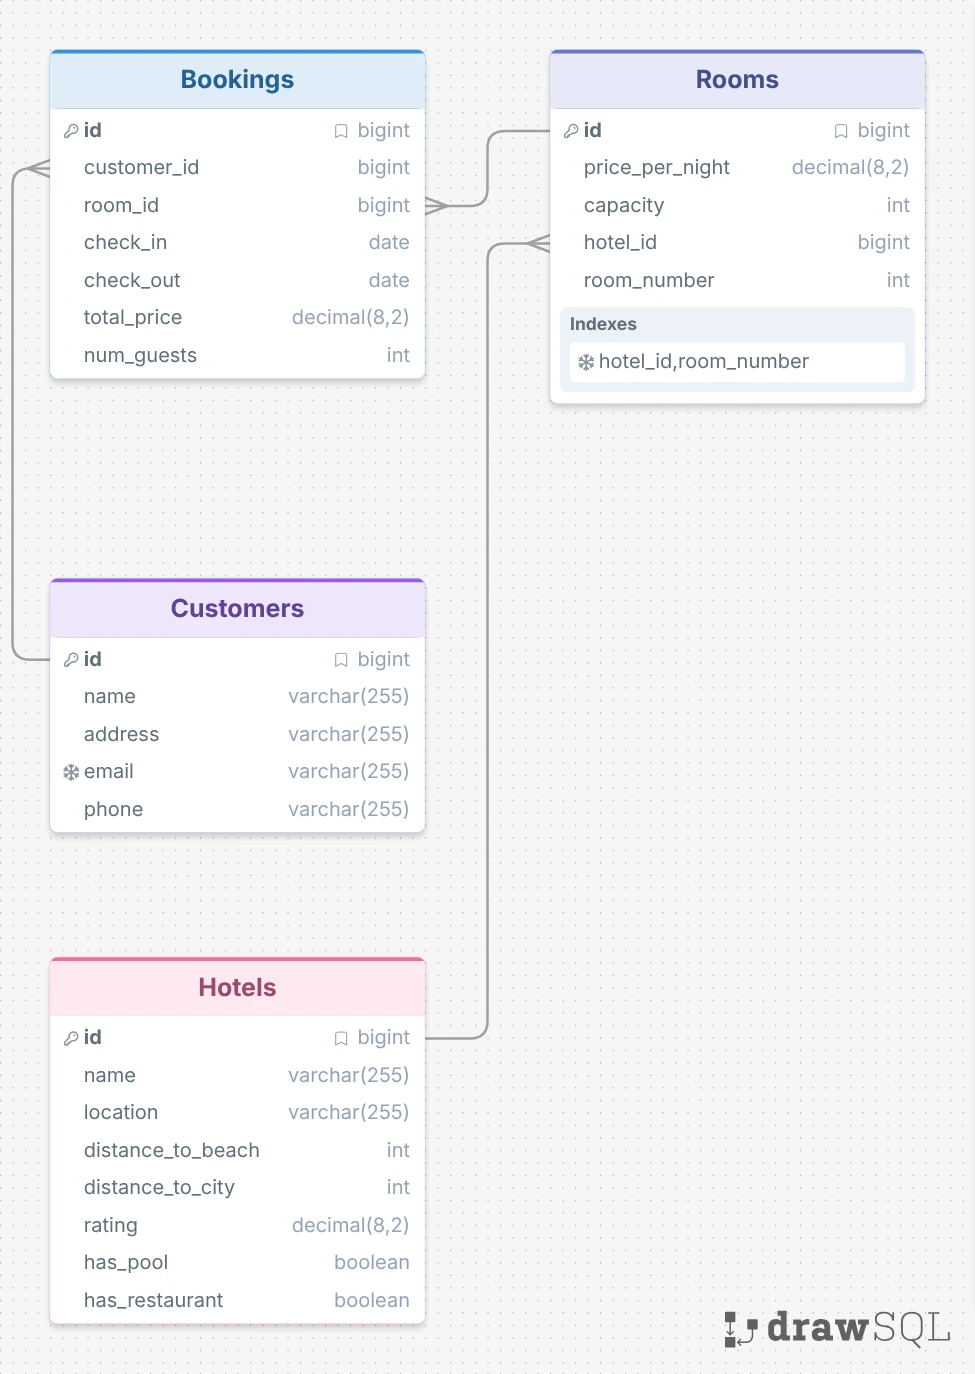 Bookings
id bigint
customer_id bigint
room_id bigint
check_in date
check_out date
total_price decimal(8,2)
num_guests int
Rooms
id bigint
price_per_night decimal(8,2)
capacity int
hotel_id bigint
room_number int
Indexes
hotel_id,room_number
Customers
id bigint
name varchar(255)
address varchar(255)
email varchar(255)
phone varchar(255)
Hotels
id bigint
name varchar(255)
location varchar(255)
distance_to_beach int
distance_to_city int
rating decimal(8,2)
has_pool boolean
has_restaurant boolean
drawSQL